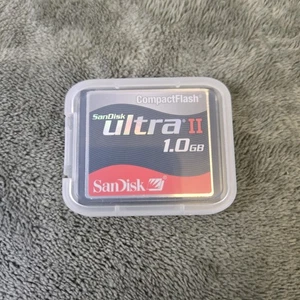 CompactFlash
SanDisk
ultra II
1.0GB
SanDisk